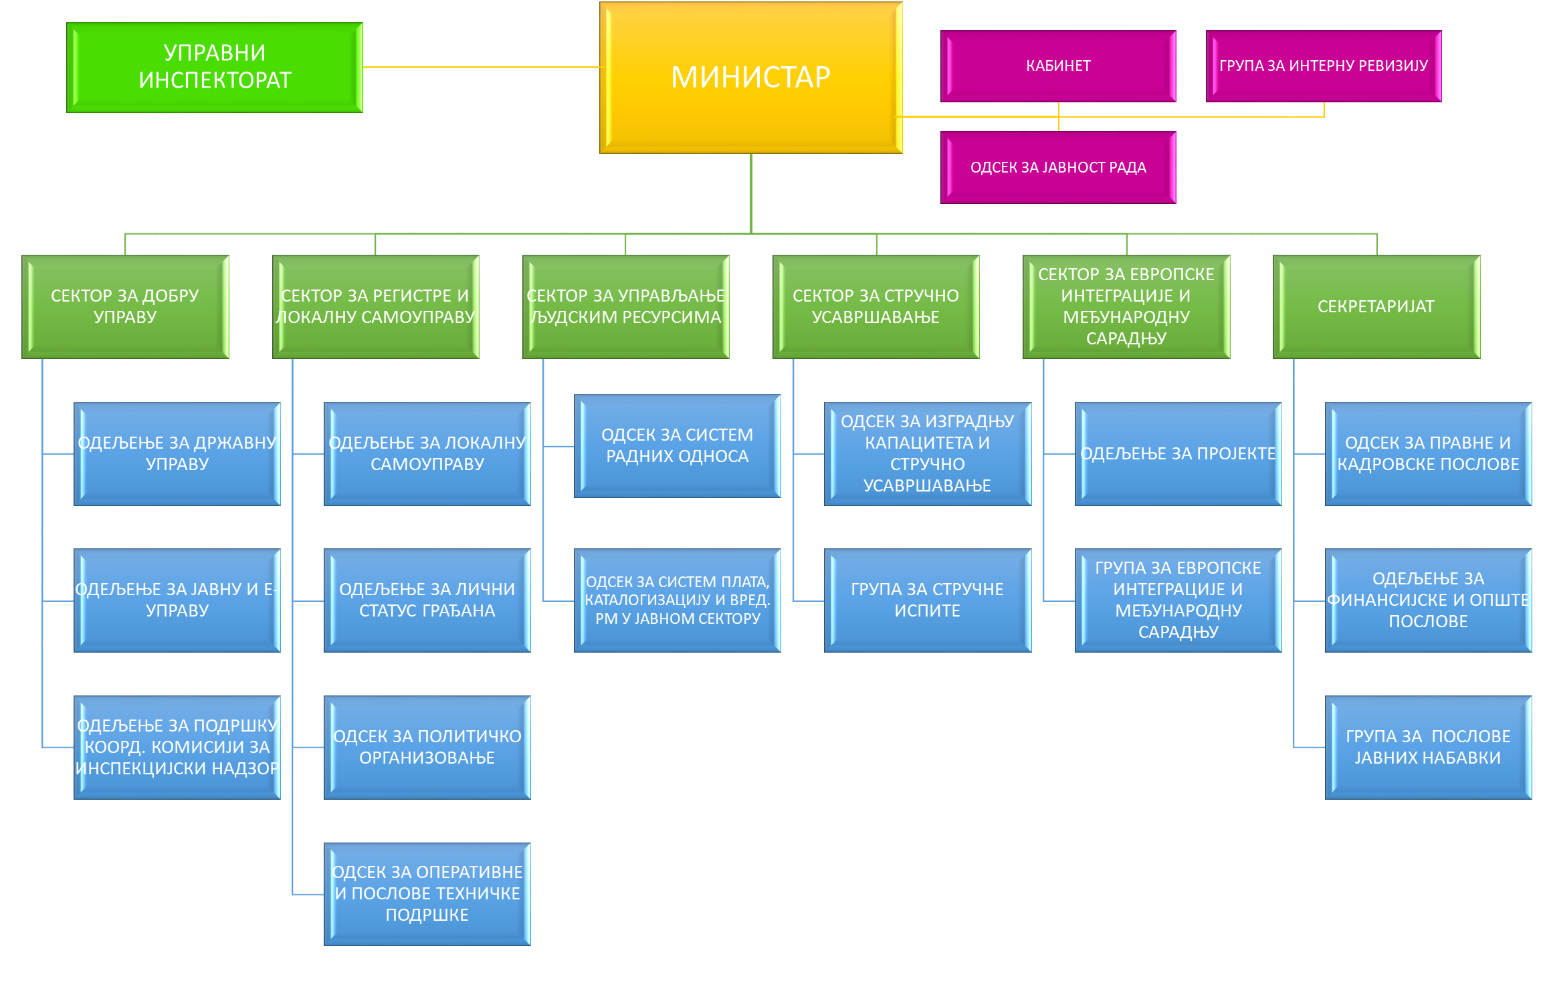 УПРАВНИ
ИНСПЕКТОРАТ
МИНИСТАР
КАБИНЕТ
ГРУПА ЗА ИНТЕРНУ РЕВИЗИЈУ
ОДСЕК ЗА ЈАВНОСТ РАДА
СЕКТОР ЗА ДОБРУ
УПРАВУ
ОДЕЉЕЊЕ ЗА ДРЖАВНУ
УПРАВУ
ОДЕЉЕЊЕ ЗА ЈАВНУ И Е-
УПРАВУ
ОДЕЉЕЊЕ ЗА ПОДРШКУ
КООРД. КОМИСИЈИ ЗА
ИНСПЕКЦИЈСКИ НАДЗОР
СЕКТОР ЗА РЕГИСТРЕ И
ЛОКАЛНУ САМОУПРАВУ
ОДЕЉЕЊЕ ЗА ЛОКАЛНУ
САМОУПРАВУ
ОДЕЉЕЊЕ ЗА ЛИЧНИ
СТАТУС ГРАЂАНА
ОДСЕК ЗА ПОЛИТИЧКО
ОРГАНИЗОВАЊЕ
ОДСЕК ЗА ОПЕРАТИВНЕ
И ПОСЛОВЕ ТЕХНИЧКЕ
ПОДРШКЕ
СЕКТОР ЗА УПРАВЉАЊЕ
ЉУДСКИМ РЕСУРСИМА
ОДСЕК ЗА СИСТЕМ
РАДНИХ ОДНОСА
ОДСЕК ЗА СИСТЕМ ПЛАТА,
КАТАЛОГИЗАЦИЈУ И ВРЕД.
РМ У ЈАВНОМ СЕКТОРУ
СЕКТОР ЗА СТРУЧНО
УСАВРШАВАЊЕ
ОДСЕК ЗА ИЗГРАДЊУ
КАПАЦИТЕТА И
СТРУЧНО
УСАВРШАВАЊЕ
ГРУПА ЗА СТРУЧНЕ
ИСПИТЕ
СЕКТОР ЗА ЕВРОПСКЕ
ИНТЕГРАЦИЈЕ И
МЕЂУНАРОДНУ
САРАДЊУ
ОДЕЉЕЊЕ ЗА ПРОЈЕКТЕ
ГРУПА ЗА ЕВРОПСКЕ
ИНТЕГРАЦИЈЕ И
МЕЂУНАРОДНУ
САРАДЊУ
СЕКРЕТАРИЈАТ
ОДСЕК ЗА ПРАВНЕ И
КАДРОВСКЕ ПОСЛОВЕ
ОДЕЉЕЊЕ ЗА
ФИНАНСИЈСКЕ И ОПШТЕ
ПОСЛОВЕ
ГРУПА ЗА ПОСЛОВЕ
ЈАВНИХ НАБАВКИ